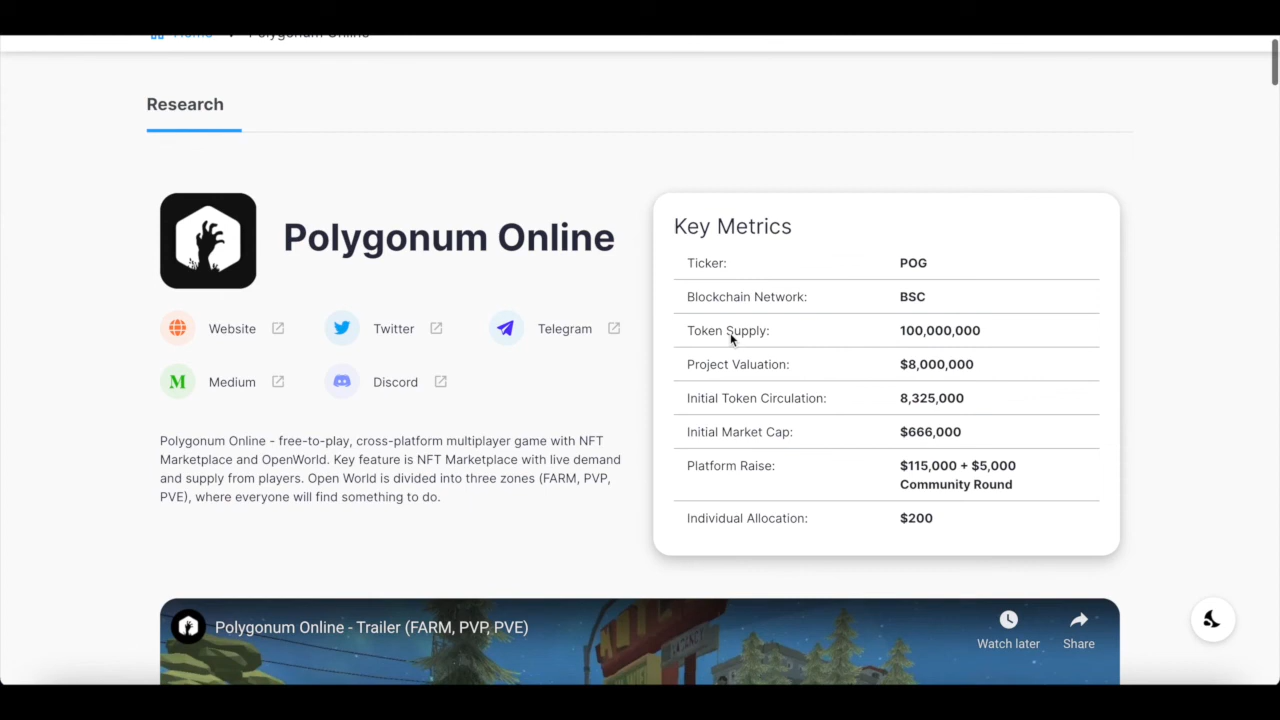 Home Polygonum Online
Research
Polygonum Online
Website Twitter Telegram
Medium Discord
Polygonum Online - free-to-play, cross-platform multiplayer game with NFT
Marketplace and OpenWorld. Key feature is NFT Marketplace with live demand
and supply from players. Open World is divided into three zones (FARM, PVP,
PVE), where everyone will find something to do.
Key Metrics
Ticker: POG
Blockchain Network: BSC
Token Supply: 100,000,000
Project Valuation: $8,000,000
Initial Token Circulation: 8,325,000
Initial Market Cap: $666,000
Platform Raise: $115,000 + $5,000
Community Round
Individual Allocation: $200
Polygonum Online - Trailer (FARM, PVP, PVE)
Watch later Share